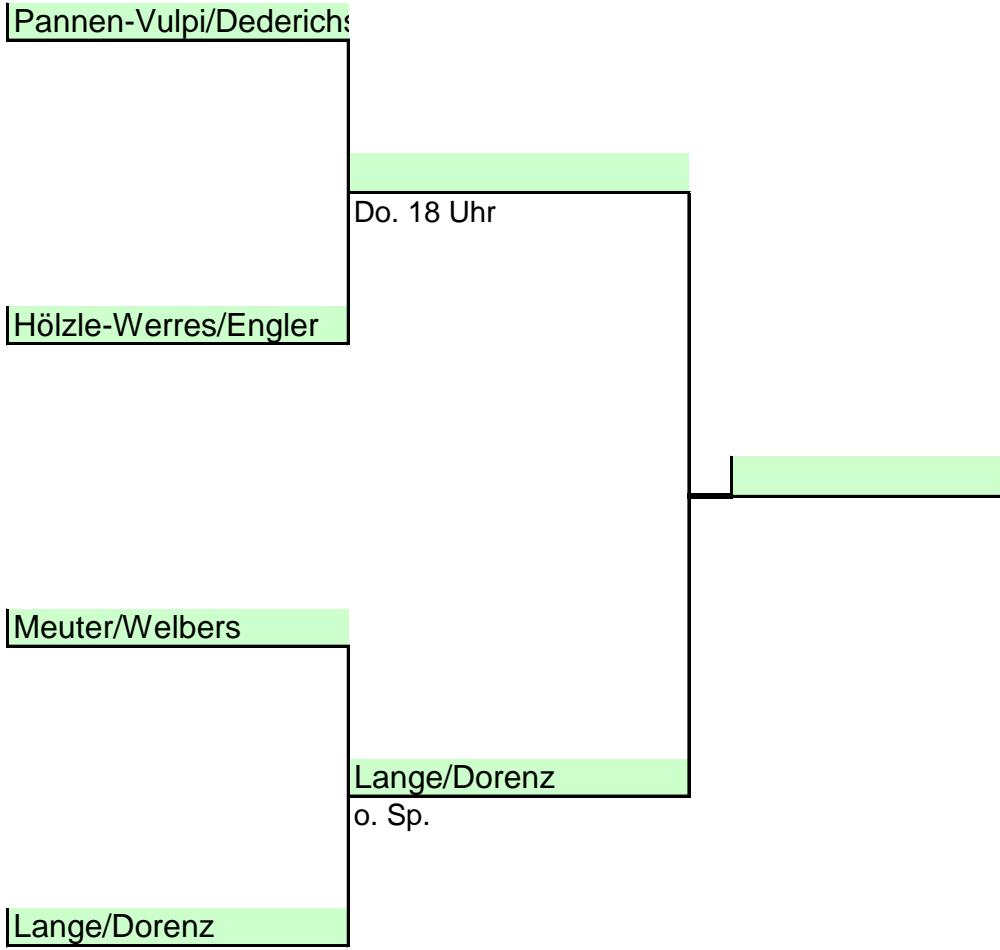 Pannen-Vulpi/Dederichs
Do. 18 Uhr
Hölzle-Werres/Engler
Meuter/Welbers
Lange/Dorenz
o. Sp.
Lange/Dorenz